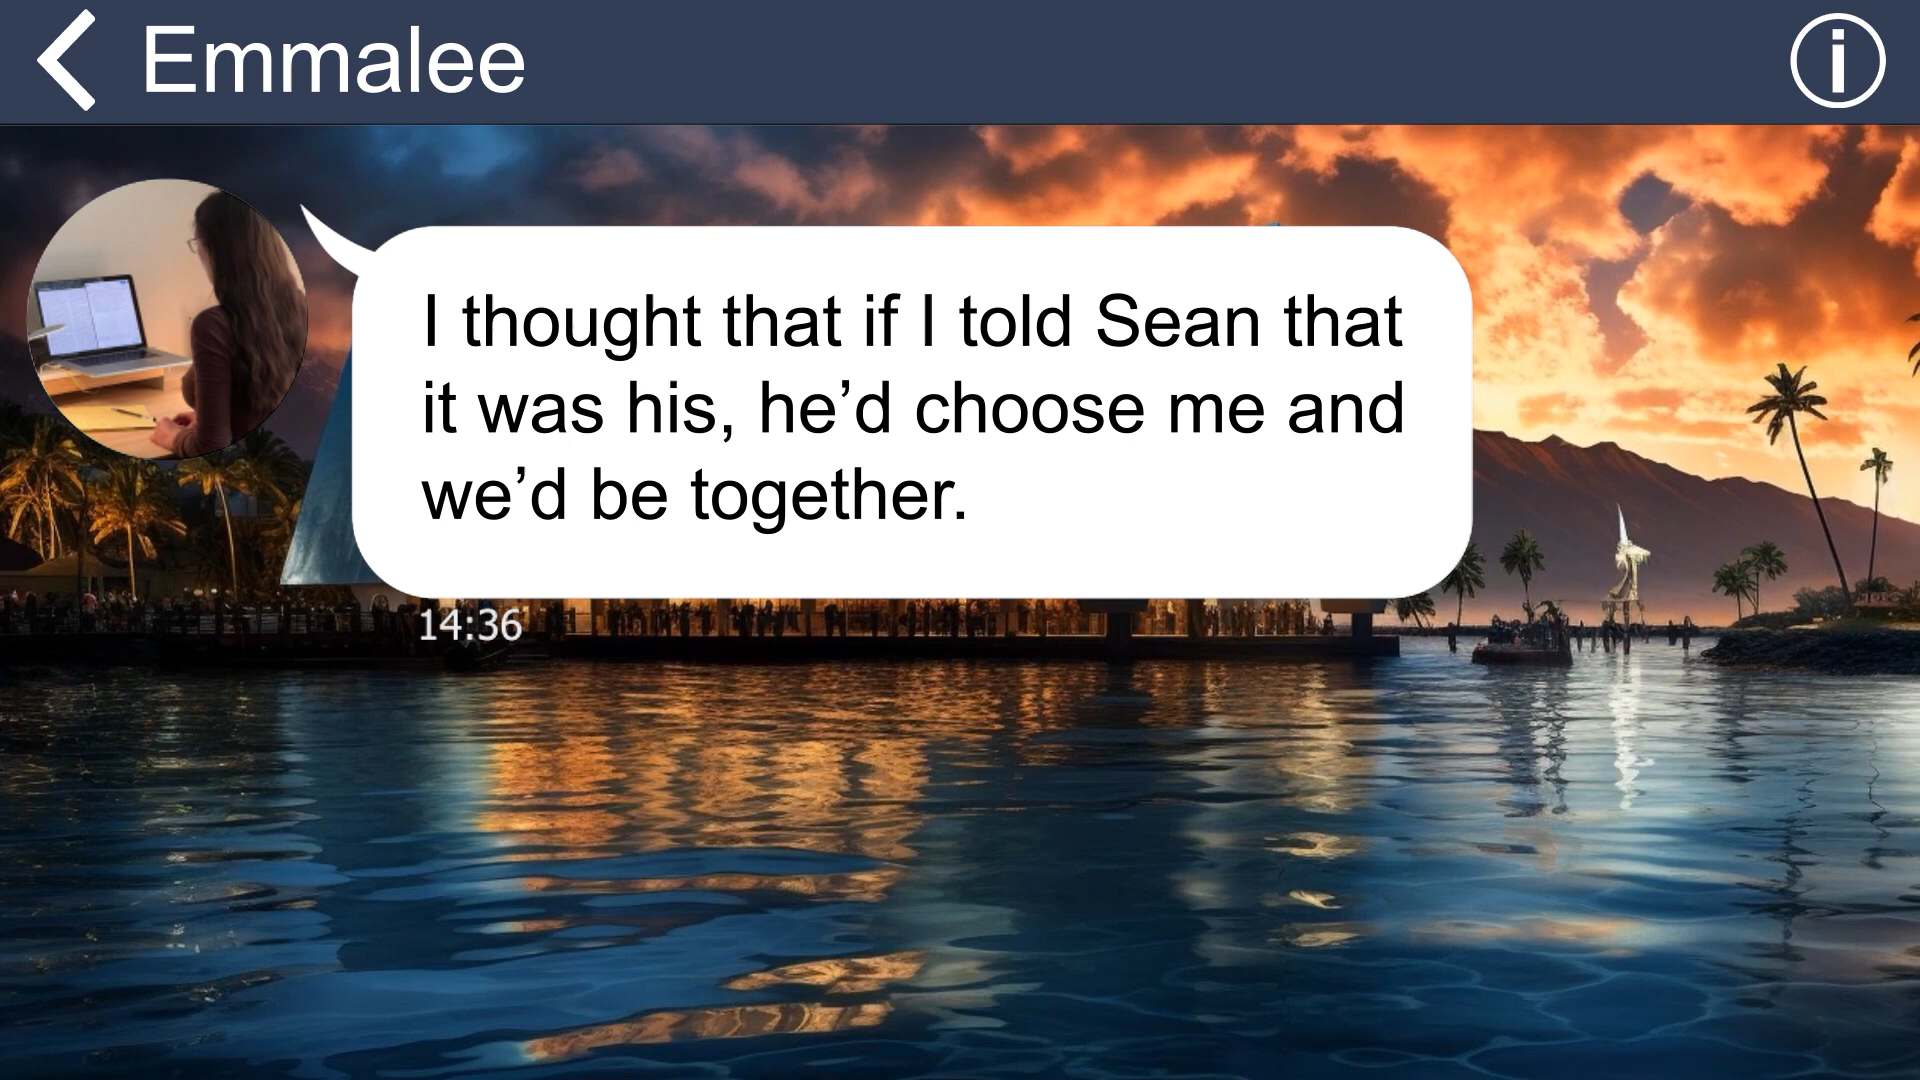 Emmalee
I thought that if I told Sean that
it was his, he’d choose me and
we’d be together.
14:36